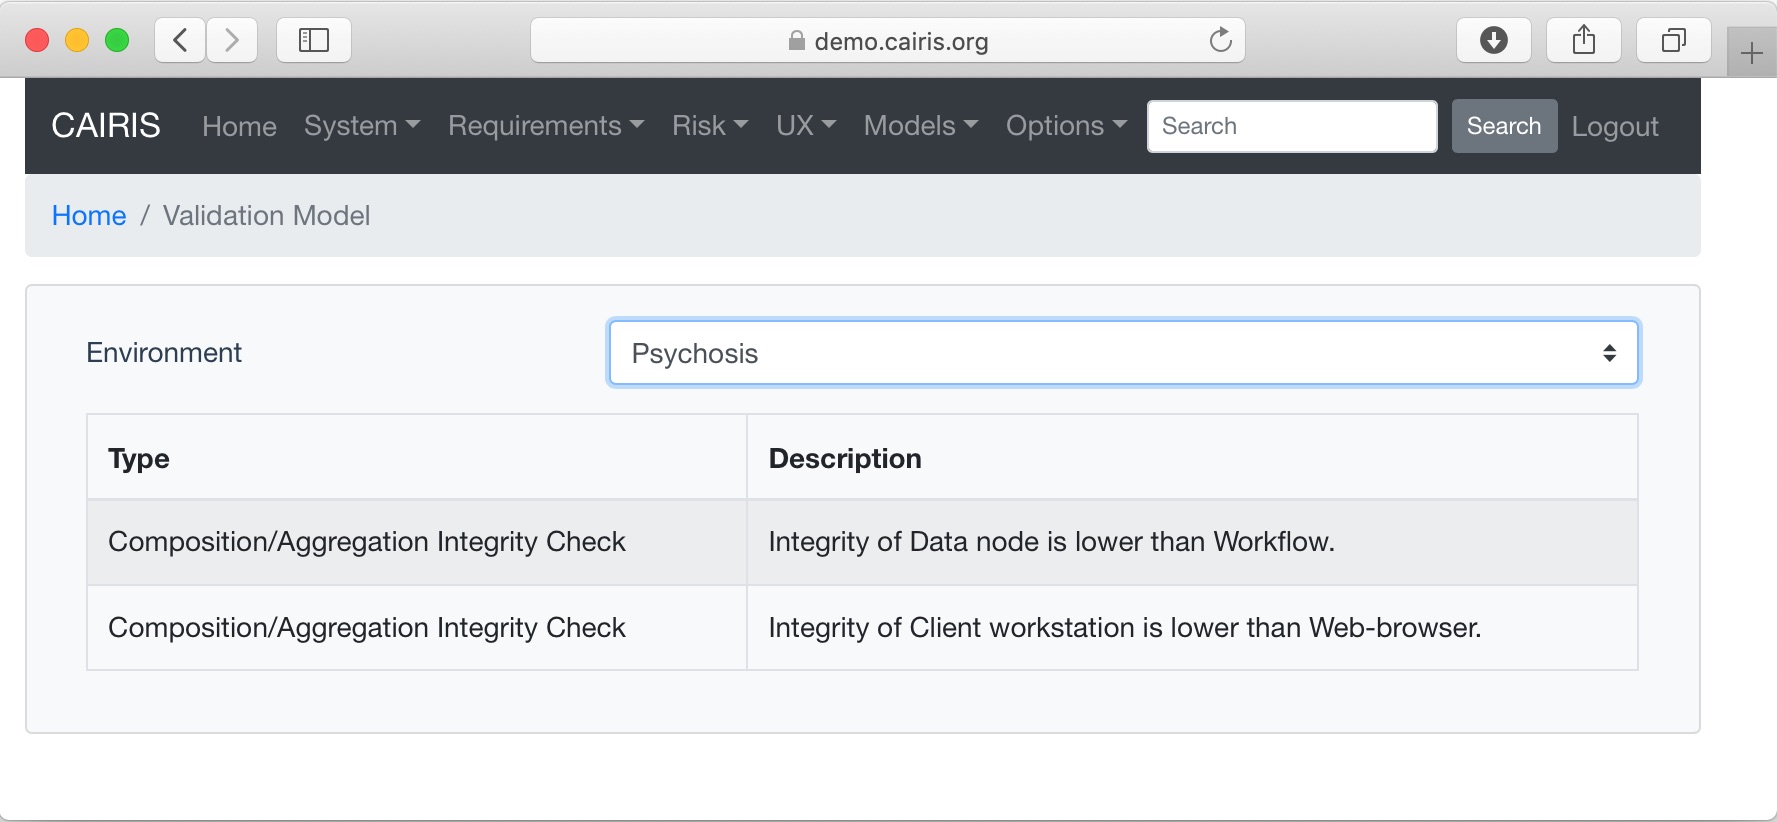 demo.cairis.org
CAIRIS Home System Requirements Risk UX Models Options Search Search Logout
Home / Validation Model
Environment Psychosis
Type Description
Composition/Aggregation Integrity Check Integrity of Data node is lower than Workflow.
Composition/Aggregation Integrity Check Integrity of Client workstation is lower than Web-browser.